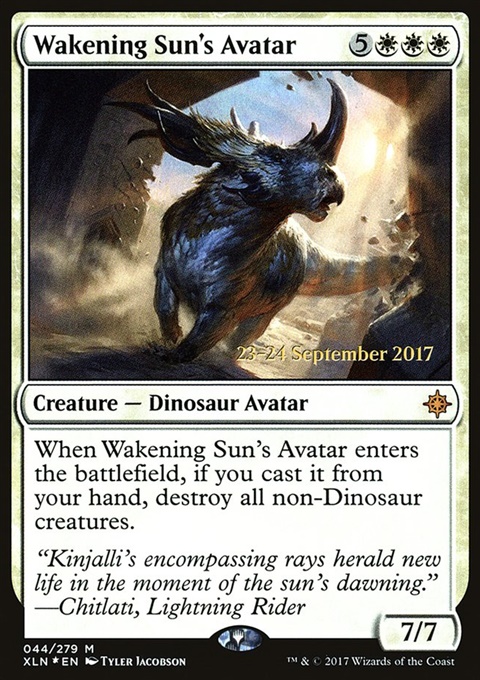 Wakening Sun's Avatar 5
23–24 September 2017
Creature — Dinosaur Avatar
When Wakening Sun's Avatar enters
the battlefield, if you cast it from
your hand, destroy all non-Dinosaur
creatures.
“Kinjalli's encompassing rays herald new
life in the moment of the sun's dawning.”
—Chitlati, Lightning Rider
7/7
044/279 M
XLN ★ EN Tyler Jacobson
™ & © 2017 Wizards of the Coast